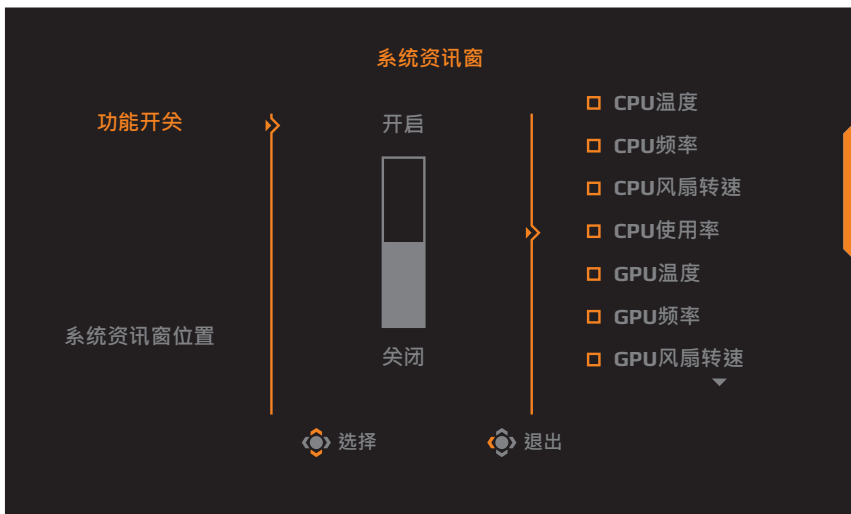 系统资讯窗
功能开关
系统资讯窗位置
开启
关闭
CPU温度
CPU频率
CPU风扇转速
CPU使用率
GPU温度
GPU频率
GPU风扇转速
选择
退出